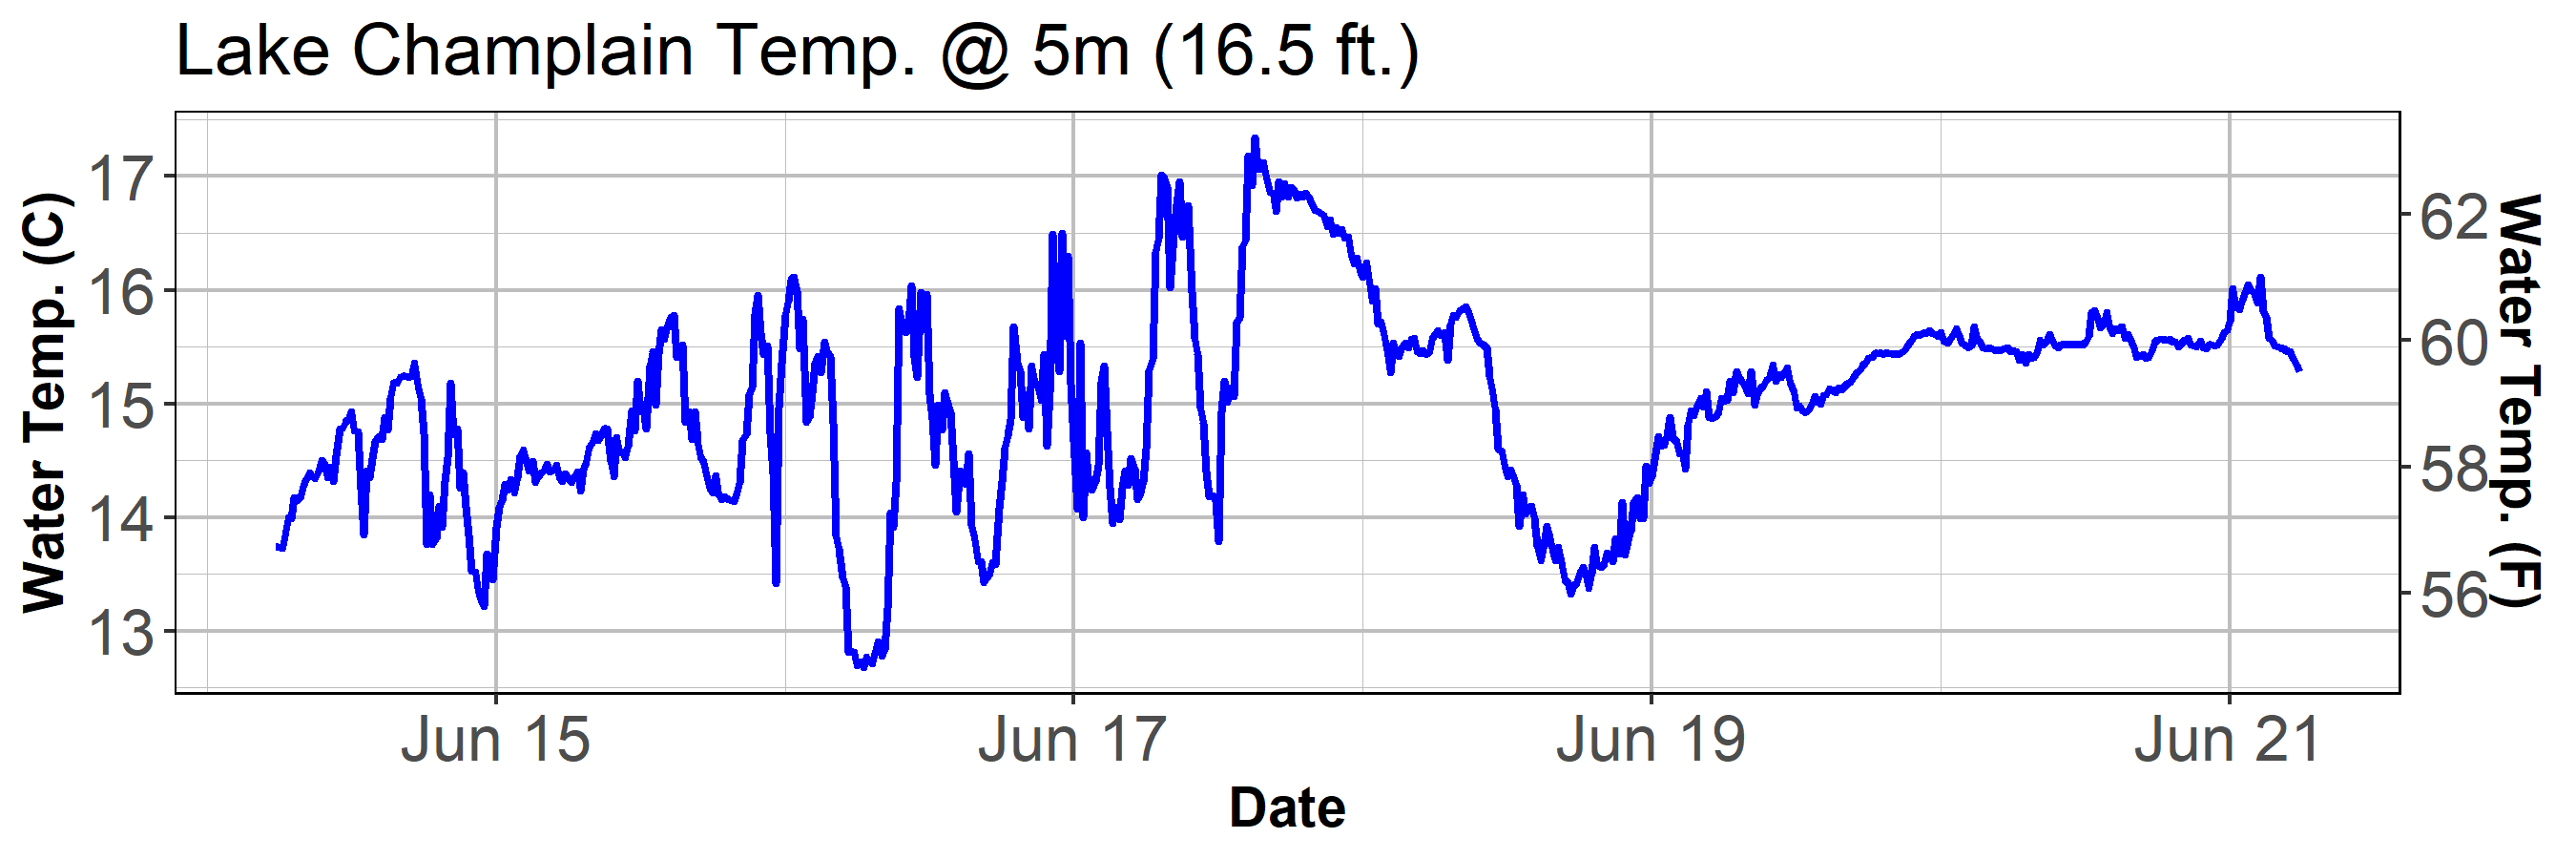 Lake Champlain Temp. @ 5m (16.5 ft.)
Water Temp. (C)
17
16
15
14
13
62
60
58
56
Water Temp. (F)
Jun 15
Jun 17
Jun 19
Jun 21
Date